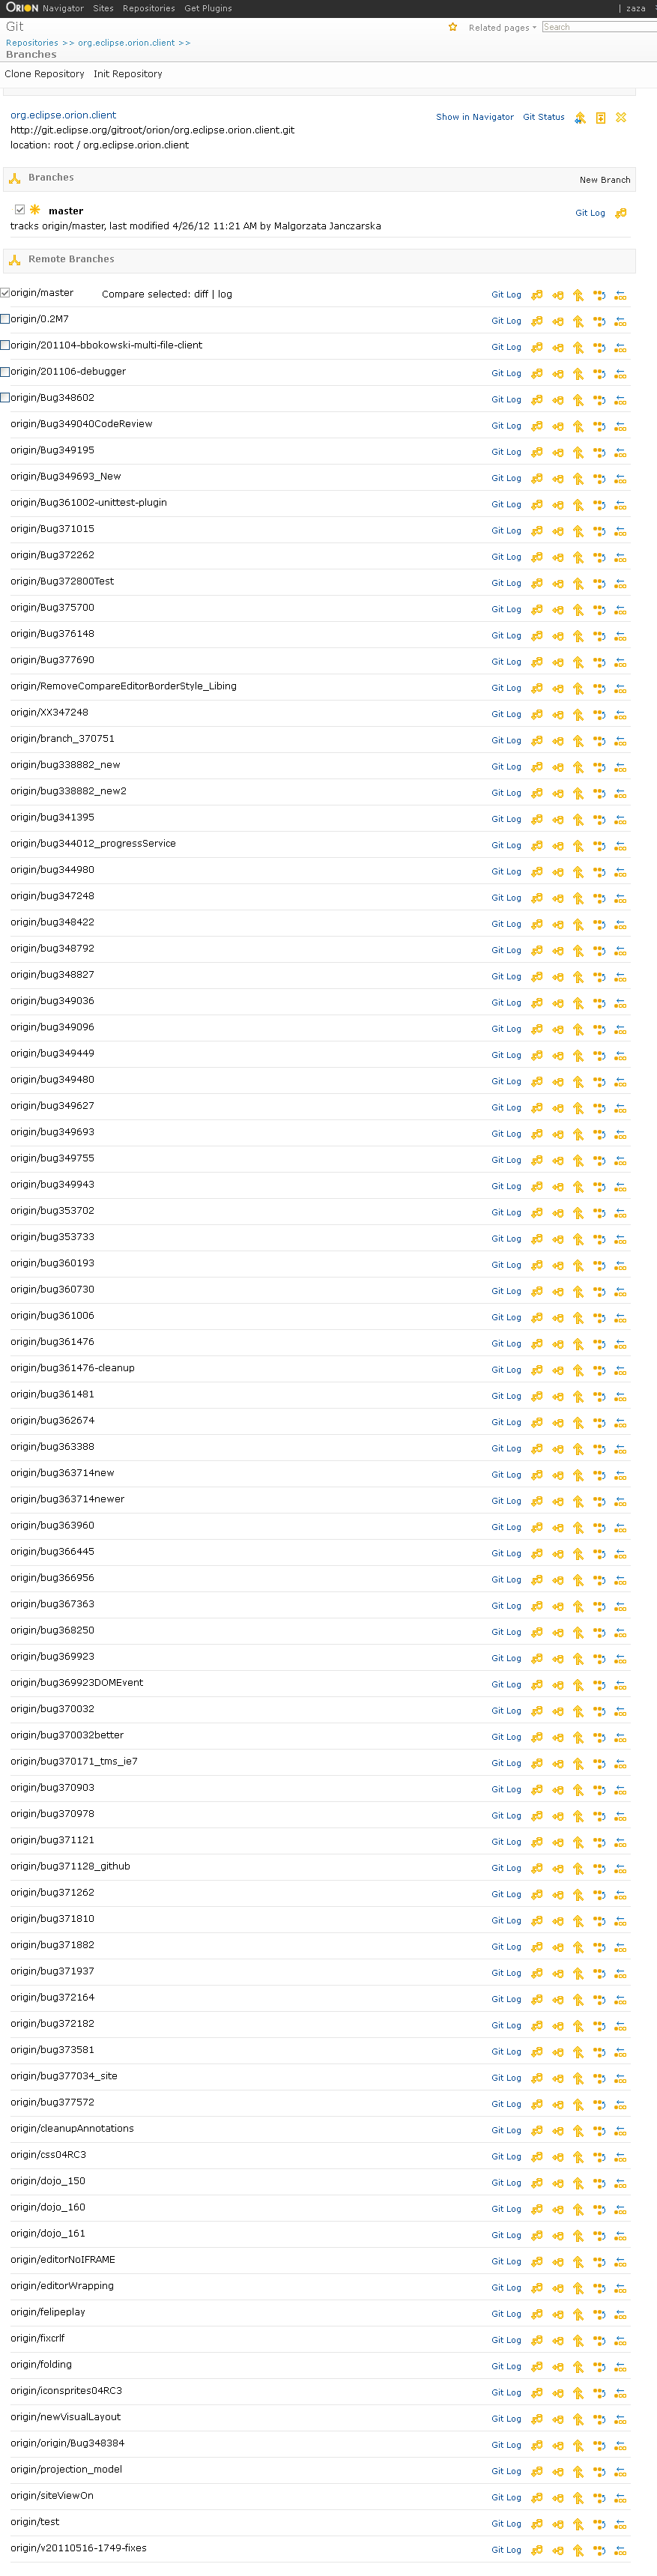 ORION Navigator Sites Repositories Get Plugins | zaza
Git
Related pages Search
Repositories >> org.eclipse.orion.client >>
Branches
Clone Repository Init Repository
org.eclipse.orion.client
Show in Navigator Git Status
http://git.eclipse.org/gitroot/orion/org.eclipse.orion.client.git
location: root / org.eclipse.orion.client
Branches New Branch
master Git Log
tracks origin/master, last modified 4/26/12 11:21 AM by Malgorzata Janczarska
Remote Branches
origin/master Compare selected: diff | log Git Log
origin/0.2M7 Git Log
origin/201104-bbokowski-multi-file-client Git Log
origin/201106-debugger Git Log
origin/Bug348602 Git Log
origin/Bug349040CodeReview Git Log
origin/Bug349195 Git Log
origin/Bug349693_New Git Log
origin/Bug361002-unittest-plugin Git Log
origin/Bug371015 Git Log
origin/Bug372262 Git Log
origin/Bug372800Test Git Log
origin/Bug375700 Git Log
origin/Bug376148 Git Log
origin/Bug377690 Git Log
origin/RemoveCompareEditorBorderStyle_Libing Git Log
origin/XX347248 Git Log
origin/branch_370751 Git Log
origin/bug338882_new Git Log
origin/bug338882_new2 Git Log
origin/bug341395 Git Log
origin/bug344012_progressService Git Log
origin/bug344980 Git Log
origin/bug347248 Git Log
origin/bug348422 Git Log
origin/bug348792 Git Log
origin/bug348827 Git Log
origin/bug349036 Git Log
origin/bug349096 Git Log
origin/bug349449 Git Log
origin/bug349480 Git Log
origin/bug349627 Git Log
origin/bug349693 Git Log
origin/bug349755 Git Log
origin/bug349943 Git Log
origin/bug353702 Git Log
origin/bug353733 Git Log
origin/bug360193 Git Log
origin/bug360730 Git Log
origin/bug361006 Git Log
origin/bug361476 Git Log
origin/bug361476-cleanup Git Log
origin/bug361481 Git Log
origin/bug362674 Git Log
origin/bug363388 Git Log
origin/bug363714new Git Log
origin/bug363714newer Git Log
origin/bug363960 Git Log
origin/bug366445 Git Log
origin/bug366956 Git Log
origin/bug367363 Git Log
origin/bug368250 Git Log
origin/bug369923 Git Log
origin/bug369923DOMEvent Git Log
origin/bug370032 Git Log
origin/bug370032better Git Log
origin/bug370171_tms_ie7 Git Log
origin/bug370903 Git Log
origin/bug370978 Git Log
origin/bug371121 Git Log
origin/bug371128_github Git Log
origin/bug371262 Git Log
origin/bug371810 Git Log
origin/bug371882 Git Log
origin/bug371937 Git Log
origin/bug372164 Git Log
origin/bug372182 Git Log
origin/bug373581 Git Log
origin/bug377034_site Git Log
origin/bug377572 Git Log
origin/cleanupAnnotations Git Log
origin/css04RC3 Git Log
origin/dojo_150 Git Log
origin/dojo_160 Git Log
origin/dojo_161 Git Log
origin/editorNoIFRAME Git Log
origin/editorWrapping Git Log
origin/felipeplay Git Log
origin/fixcrlf Git Log
origin/folding Git Log
origin/iconsprites04RC3 Git Log
origin/newVisualLayout Git Log
origin/origin/Bug348384 Git Log
origin/projection_model Git Log
origin/siteViewOn Git Log
origin/test Git Log
origin/v20110516-1749-fixes Git Log